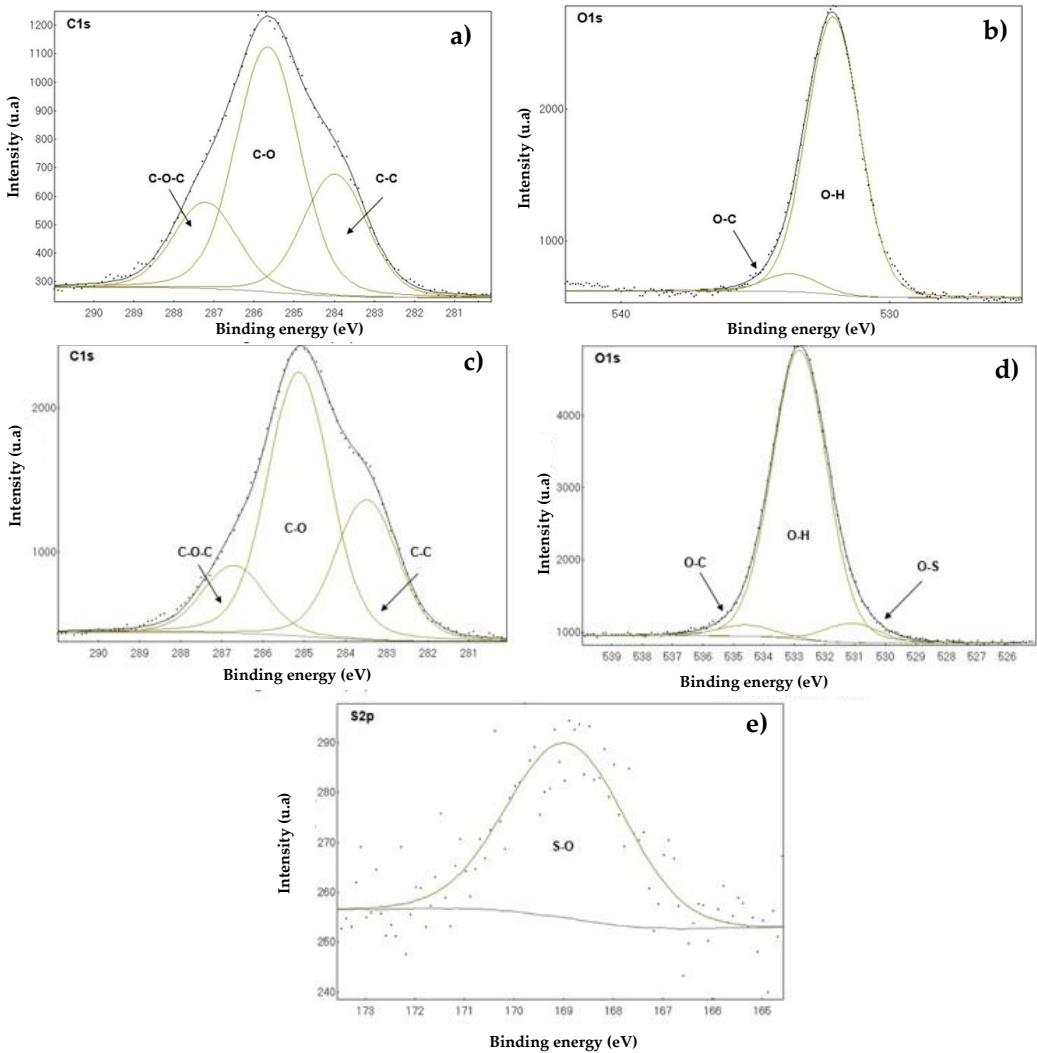 C1s
a)
1200
1100
1000
900
800
700
600
500
400
300
C-O-C
C-O
C-C
290 289 288 287 286 285 284 283 282 281
Intensity (u.a)
Binding energy (eV)
O1s
b)
2000
1000
O-C
O-H
540 530
Intensity (u.a)
Binding energy (eV)
C1s
c)
2000
1000
C-O-C
C-O
C-C
290 289 288 287 286 285 284 283 282 281
Intensity (u.a)
Binding energy (eV)
O1s
d)
4000
3000
2000
1000
O-C
O-H
O-S
539 538 537 536 535 534 533 532 531 530 529 528 527 526
Intensity (u.a)
Binding energy (eV)
S2p
e)
290
280
270
260
250
240
S-O
173 172 171 170 169 168 167 166 165
Intensity (u.a)
Binding energy (eV)